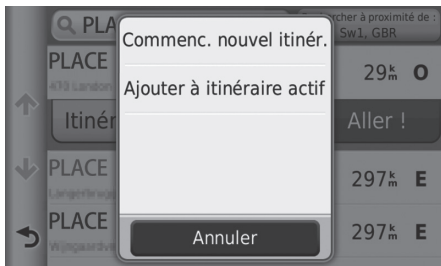 PLA
cher à proximité de :
Sw1, GBR
Commenc. nouvel itinér.
PLACE
29 km O
Ajouter à itinéraire actif
Itinér
Aller !
PLACE
297 km E
PLACE
297 km E
Annuler